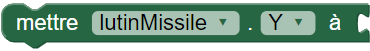 mettre lutinMissile . Y à